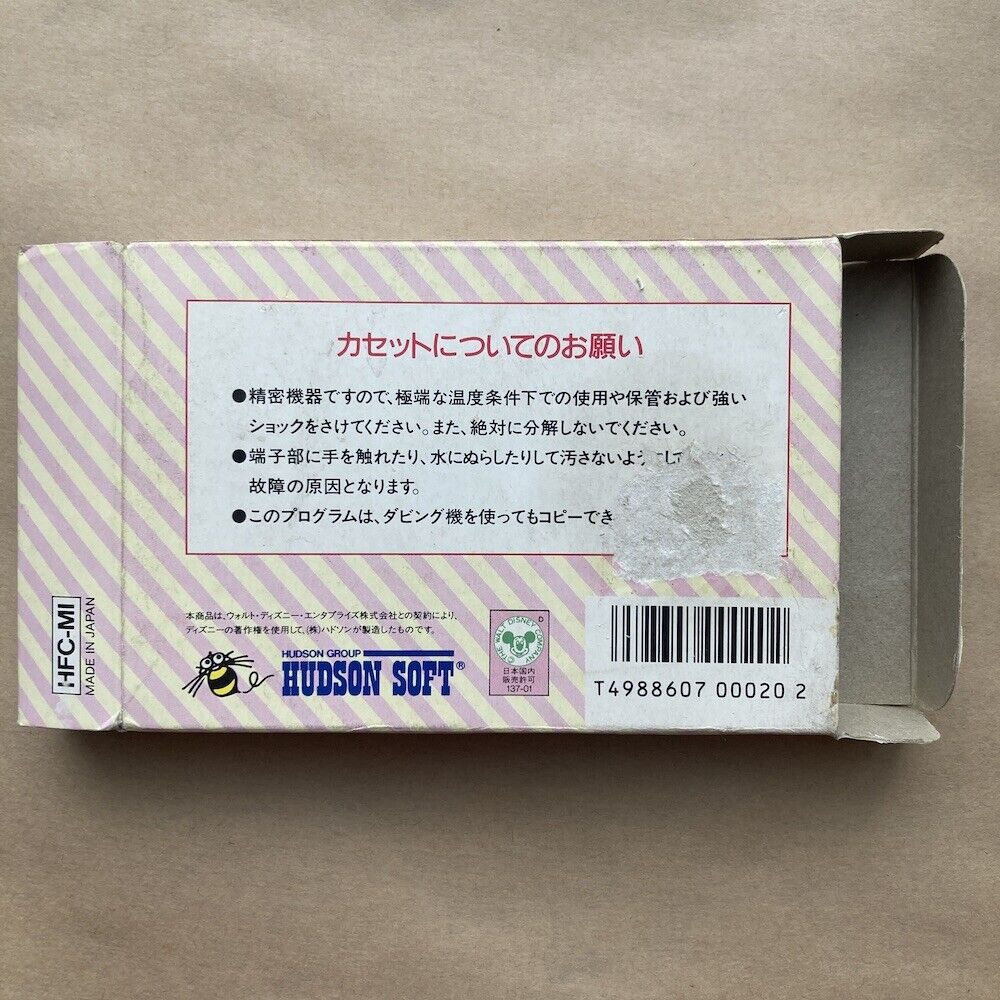 カセットについてのお願い
●精密機器ですので、極端な温度条件下での使用や保管および強い
ショックをさけてください。また、絶対に分解しないでください。
●端子部に手を触れたり、水にぬらしたりして汚さないよ
故障の原因となります。
●このプログラムは、ダビング機を使ってもコピーでき
本商品は、ウォルト・ディズニー・エンタプライズ株式会社との契約により、
ディズニーの著作権を使用して、(株)ハドソンが製造したものです。
HUDSON GROUP
HUDSON SOFT®
D
© THE WALT DISNEY COMPANY
日本国内
販売許可
137-01
T4988607 00020 2
HFC-MI
MADE IN JAPAN